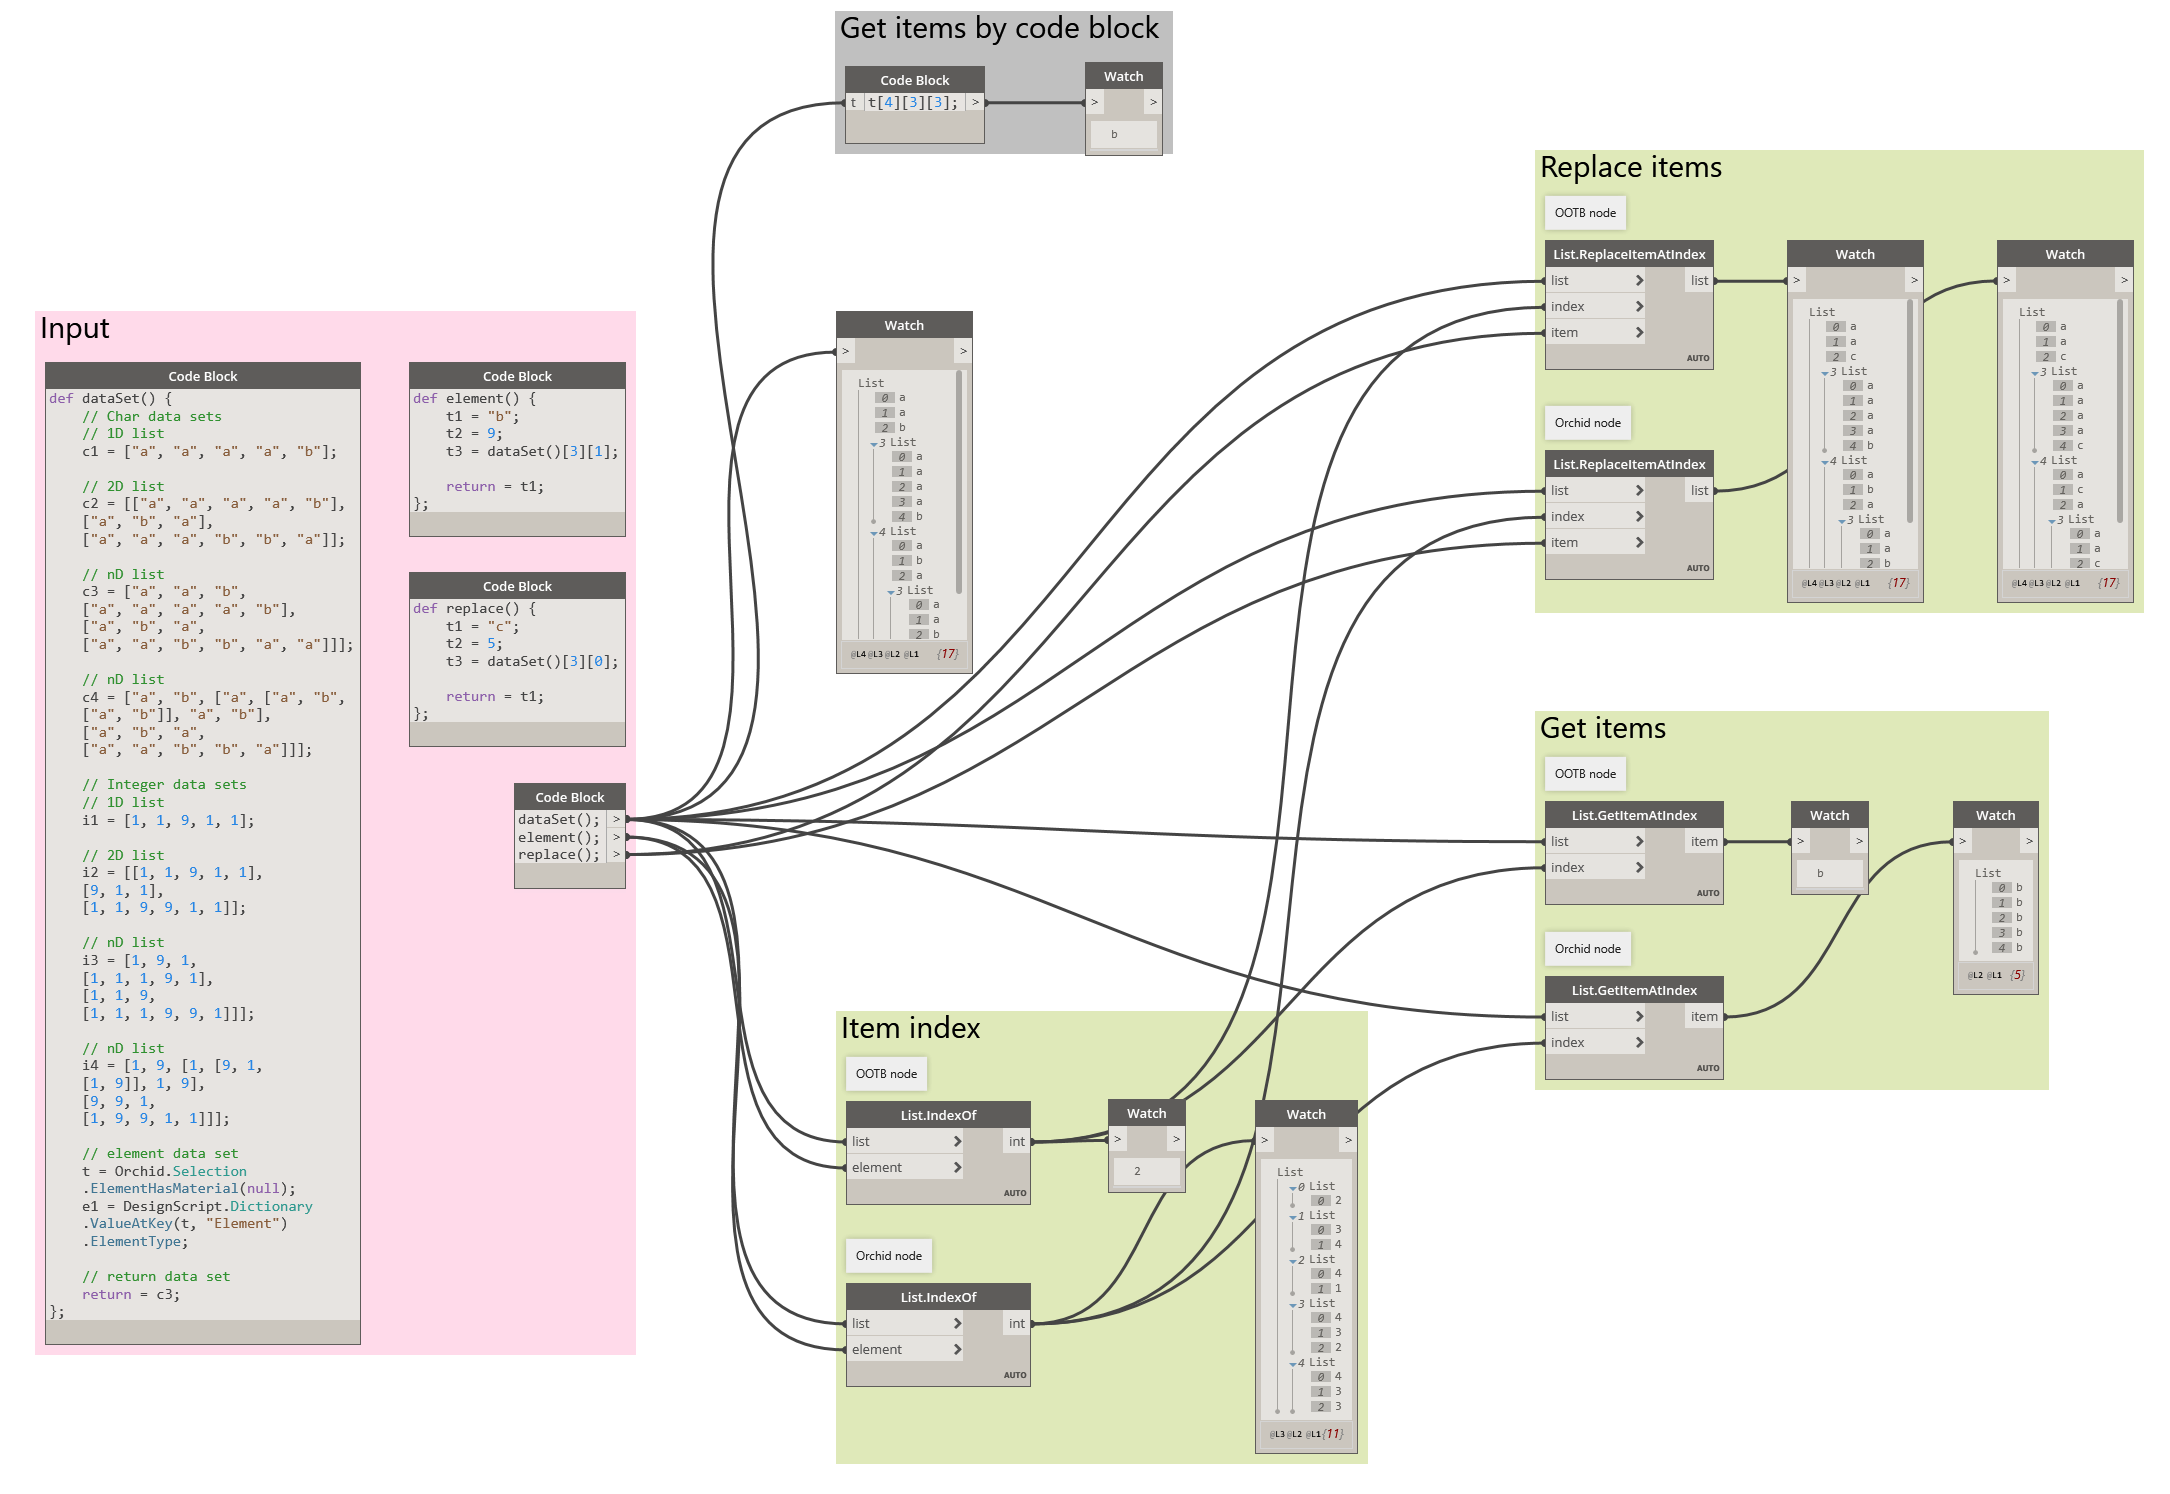 Get items by code block
Code Block
t
t[4][3][3];
>
Watch
>
>
b
Input
Code Block
def dataSet() {
// Char data sets
// 1D list
c1 = ["a", "a", "a", "a", "b"];
// 2D list
c2 = [["a", "a", "a", "a", "b"],
["a", "b", "a"],
["a", "a", "a", "b", "b", "a"]];
// nD list
c3 = ["a", "a", "b",
["a", "a", "a", "a", "b"],
["a", "b", "a",
["a", "a", "b", "b", "a", "a"]]];
// nD list
c4 = ["a", "b", ["a", ["a", "b",
["a", "b"]], "a", "b"],
["a", "b", "a",
["a", "a", "b", "b", "a"]]];
// Integer data sets
// 1D list
i1 = [1, 1, 9, 1, 1];
// 2D list
i2 = [[1, 1, 9, 1, 1],
[9, 1, 1],
[1, 1, 9, 9, 1, 1]];
// nD list
i3 = [1, 9, 1,
[1, 1, 1, 9, 1],
[1, 1, 9,
[1, 1, 1, 9, 9, 1]]];
// nD list
i4 = [1, 9, [1, [9, 1,
[1, 9]], 1, 9],
[9, 9, 1,
[1, 9, 9, 1, 1]]];
// element data set
t = Orchid.Selection
.ElementHasMaterial(null);
e1 = DesignScript.Dictionary
.ValueAtKey(t, "Element")
.ElementType;
// return data set
return = c3;
};
Code Block
def element() {
t1 = "b";
t2 = 9;
t3 = dataSet()[3][1];
return = t1;
};
Code Block
def replace() {
t1 = "c";
t2 = 5;
t3 = dataSet()[3][0];
return = t1;
};
Code Block
dataSet(); >
element(); >
replace(); >
Watch
>
>
List
0 a
1 a
2 b
3 List
0 a
1 a
2 a
3 a
4 b
4 List
0 a
1 b
2 a
3 List
0 a
1 a
2 b
@L4 @L3 @L2 @L1 {17}
Replace items
OOTB node
List.ReplaceItemAtIndex
list > list
index >
item >
AUTO
Orchid node
List.ReplaceItemAtIndex
list > list
index >
item >
AUTO
Watch
>
>
List
0 a
1 a
2 c
3 List
0 a
1 a
2 a
3 a
4 b
4 List
0 a
1 b
2 a
3 List
0 a
1 a
2 b
@L4 @L3 @L2 @L1 {17}
Watch
>
>
List
0 a
1 a
2 c
3 List
0 a
1 a
2 a
3 a
4 c
4 List
0 a
1 c
2 a
3 List
0 a
1 a
2 c
@L4 @L3 @L2 @L1 {17}
Get items
OOTB node
List.GetItemAtIndex
list > item
index >
AUTO
Orchid node
List.GetItemAtIndex
list > item
index >
AUTO
Watch
>
>
b
Watch
>
>
List
0 b
1 b
2 b
3 b
4 b
@L2 @L1 {5}
Item index
OOTB node
List.IndexOf
list > int
element >
AUTO
Orchid node
List.IndexOf
list > int
element >
AUTO
Watch
>
>
2
Watch
>
>
List
0 List
0 2
1 List
0 3
1 4
2 List
0 4
1 1
3 List
0 4
1 3
2 2
4 List
0 4
1 3
2 3
@L3 @L2 @L1 {11}